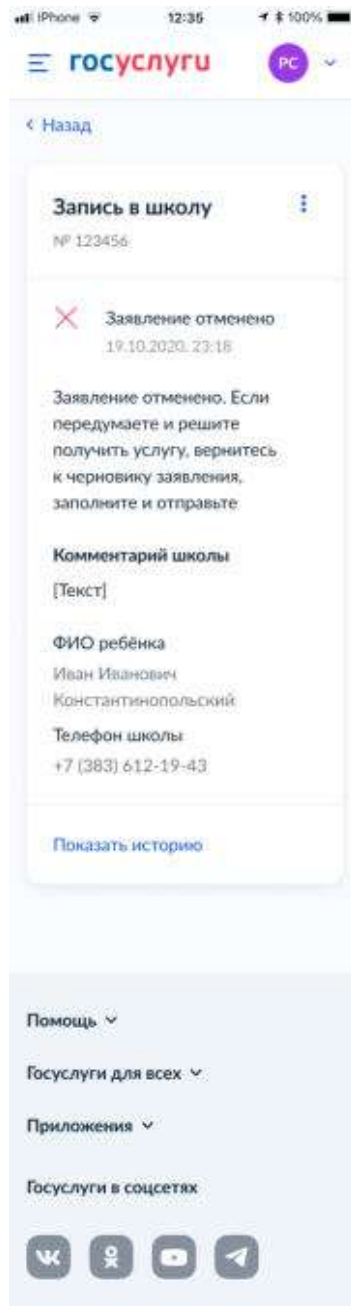 iPhone 12:35 100%
госуслуги РС
Назад
Запись в школу
№ 123456
Заявление отменено
19.10.2020, 23:18
Заявление отменено. Если
передумаете и решите
получить услугу, вернитесь
к черновику заявления,
заполните и отправьте
Комментарий школы
[Текст]
ФИО ребёнка
Иван Иванович
Константинопольский
Телефон школы
+7 (383) 612-19-43
Показать историю
Помощь
Госуслуги для всех
Приложения
Госуслуги в соцсетях